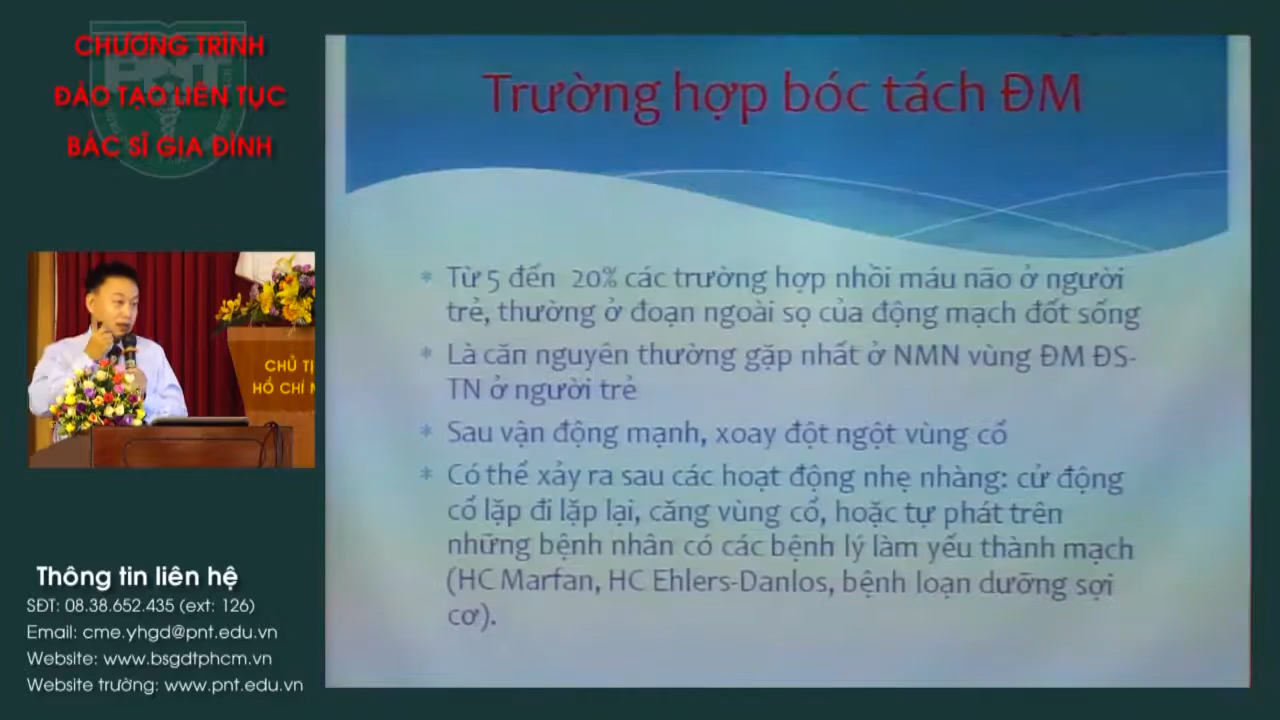 CHƯƠNG TRÌNH
ĐÀO TẠO LIÊN TỤC
BÁC SĨ GIA ĐÌNH
PNT
Trường hợp bóc tách ĐM
* Từ 5 đến 20% các trường hợp nhồi máu não ở người
trẻ, thường ở đoạn ngoài sọ của động mạch đốt sống
* Là căn nguyên thường gặp nhất ở NMN vùng ĐM ĐS-
TN ở người trẻ
* Sau vận động mạnh, xoay đột ngột vùng cổ
* Có thể xảy ra sau các hoạt động nhẹ nhàng: cử động
cổ lặp đi lặp lại, căng vùng cổ, hoặc tự phát trên
những bệnh nhân có các bệnh lý làm yếu thành mạch
(HC Marfan, HC Ehlers-Danlos, bệnh loạn dưỡng sợi
cơ).
CHỦ TỊ
HỒ CHÍ M
Thông tin liên hệ
SĐT: 08.38.652.435 (ext: 126)
Email: cme.yhgd@pnt.edu.vn
Website: www.bsgdtphcm.vn
Website trường: www.pnt.edu.vn